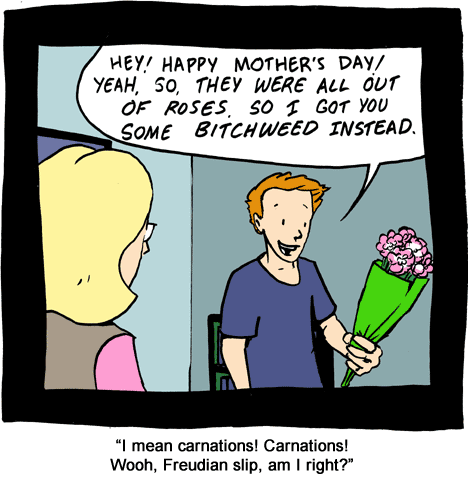 HEY! HAPPY MOTHER'S DAY!
YEAH, SO, THEY WERE ALL OUT
OF ROSES. SO I GOT YOU
SOME BITCHWEED INSTEAD.
“I mean carnations! Carnations!
Wooh, Freudian slip, am I right?”